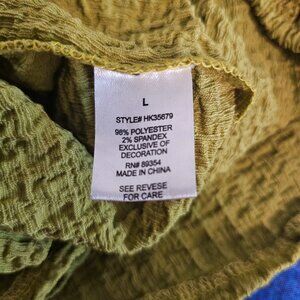 L
STYLE# HK35679
98% POLYESTER
2% SPANDEX
EXCLUSIVE OF
DECORATION
RN# 89354
MADE IN CHINA
SEE REVESE
FOR CARE